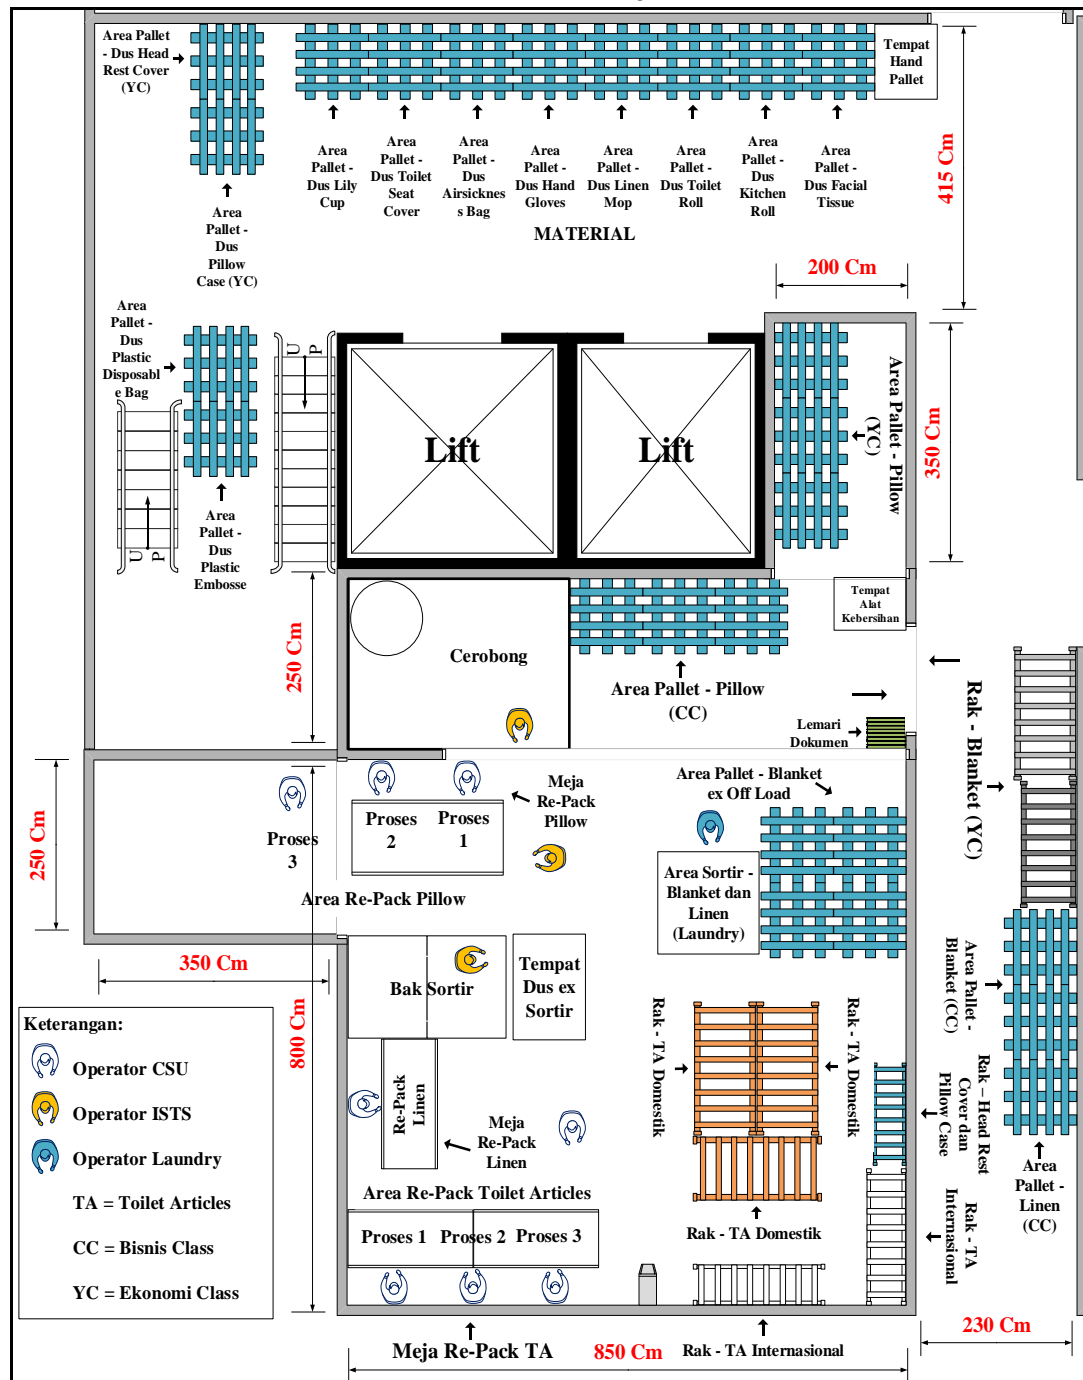 Area Pallet
- Dus Head
Rest Cover
(YC)
Tempat
Hand
Pallet
Area
Pallet -
Dus Lily
Cup
Area
Pallet -
Dus Toilet
Seat
Cover
Area
Pallet -
Dus
Airsicknes
s Bag
Area
Pallet -
Dus Hand
Gloves
Area
Pallet -
Dus Linen
Mop
Area
Pallet -
Dus Toilet
Roll
Area
Pallet -
Dus
Kitchen
Roll
Area
Pallet -
Dus Facial
Tissue
415 Cm
MATERIAL
Area
Pallet -
Dus
Pillow
Case (YC)
200 Cm
Area
Pallet -
Dus
Plastic
Disposabl
e Bag
U
P
Lift
Lift
Area Pallet - Pillow
(YC)
350 Cm
U
P
Area
Pallet -
Dus
Plastic
Embosse
Tempat
Alat
Kebersihan
250 Cm
Cerobong
Area Pallet - Pillow
(CC)
Lemari
Dokumen
Rak - Blanket (YC)
250 Cm
Proses
3
Proses
2
Proses
1
Meja
Re-Pack
Pillow
Area Pallet - Blanket
ex Off Load
Area Sortir -
Blanket dan
Linen
(Laundry)
Area Re-Pack Pillow
350 Cm
Bak Sortir
Tempat
Dus ex
Sortir
Area Pallet -
Blanket (CC)
800 Cm
Rak - TA Domestik
Rak - TA Domestik
Keterangan:
Operator CSU
Operator ISTS
Operator Laundry
TA = Toilet Articles
CC = Bisnis Class
YC = Ekonomi Class
Re-Pack
Linen
Meja
Re-Pack
Linen
Rak – Head Rest
Cover dan
Pillow Case
Area
Pallet -
Linen
(CC)
Area Re-Pack Toilet Articles
Proses 1
Proses 2
Proses 3
Rak - TA Domestik
Rak - TA
Internasional
Meja Re-Pack TA
850 Cm
Rak - TA Internasional
230 Cm